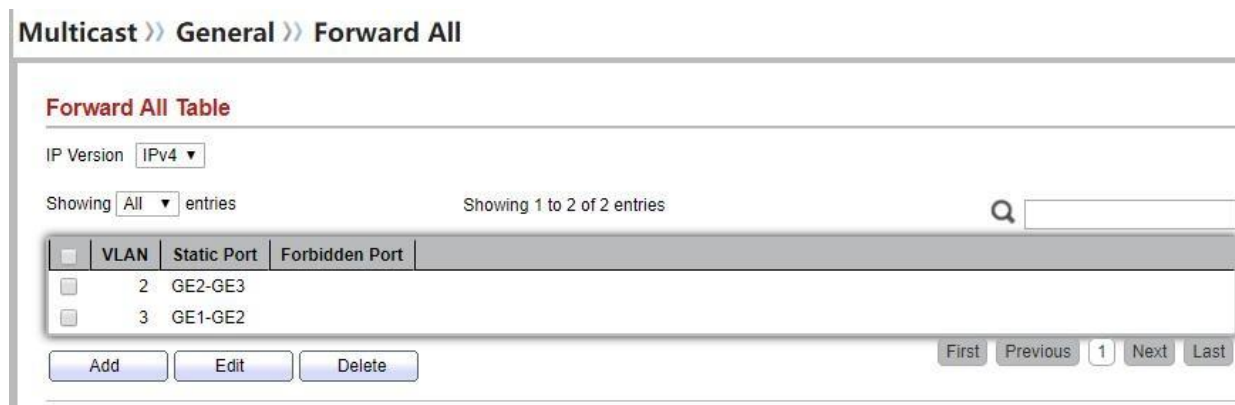 Multicast 》 General 》 Forward All
Forward All Table
IP Version IPv4 ▼
Showing All ▼ entries Showing 1 to 2 of 2 entries
VLAN Static Port Forbidden Port
2 GE2-GE3
3 GE1-GE2
Add Edit Delete First Previous 1 Next Last